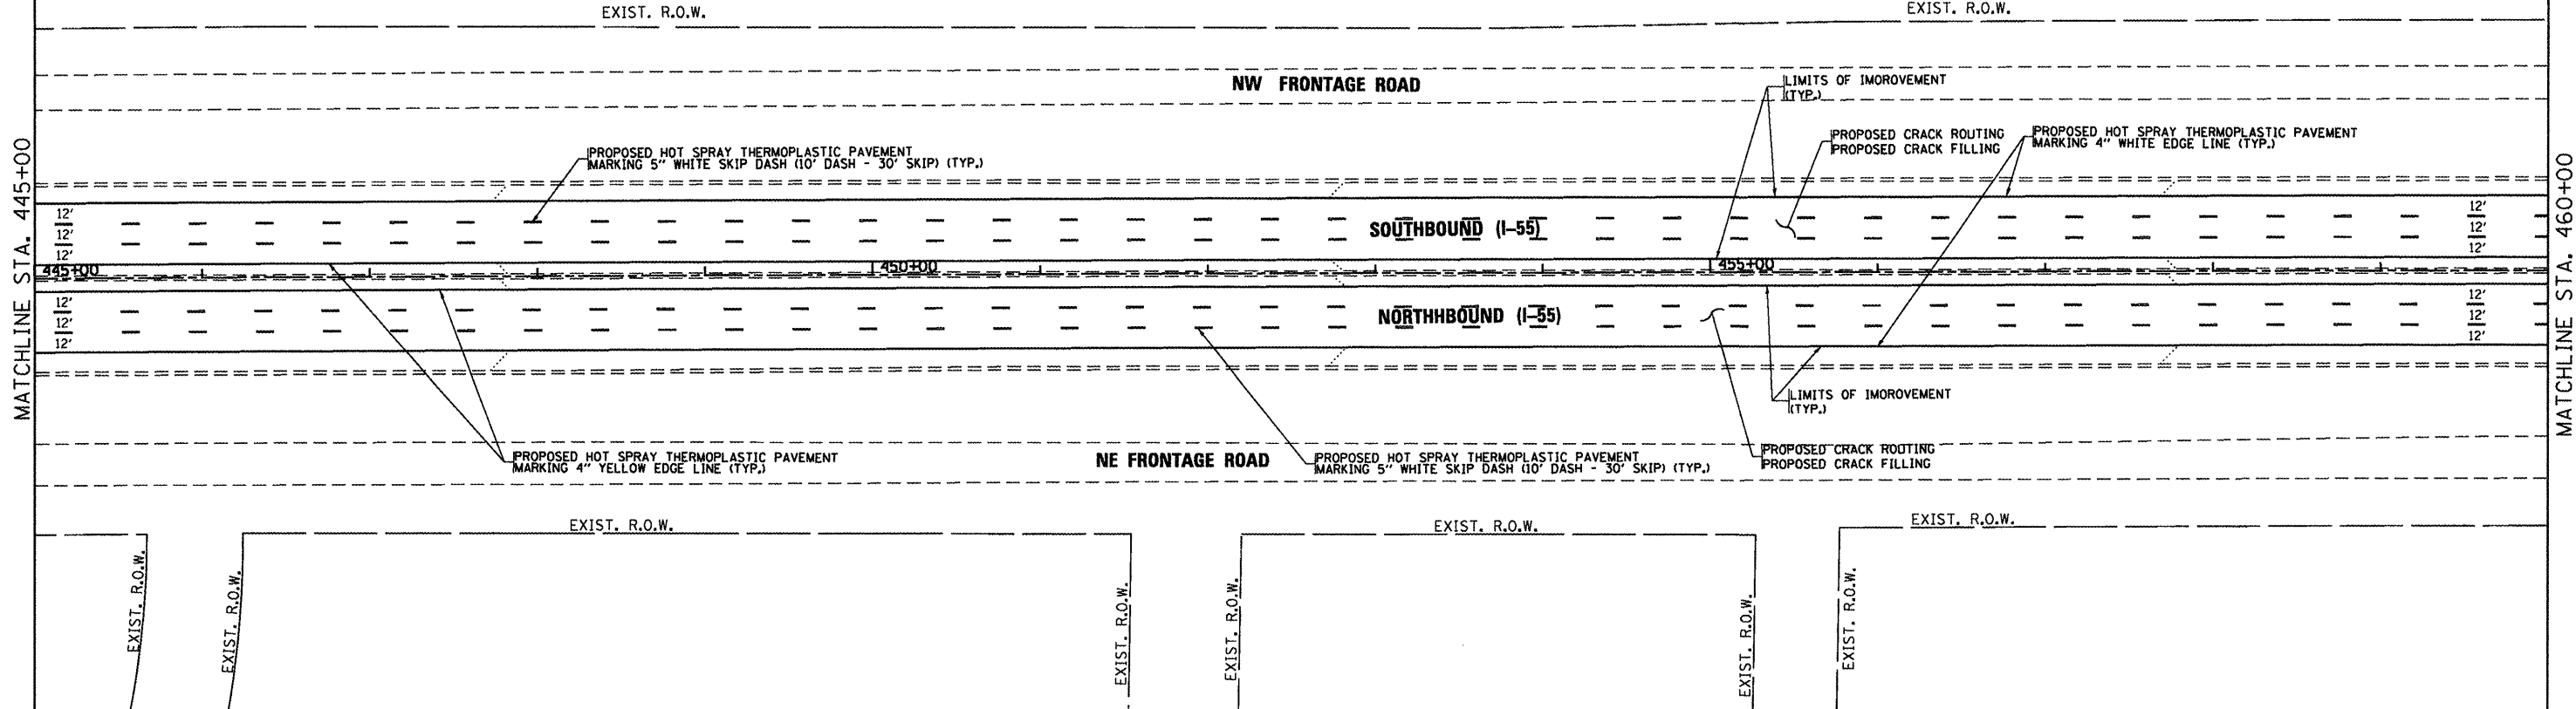 EXIST. R.O.W.
EXIST. R.O.W.
NW FRONTAGE ROAD
LIMITS OF IMOROVEMENT
(TYP.)
PROPOSED HOT SPRAY THERMOPLASTIC PAVEMENT
MARKING 5" WHITE SKIP DASH (10' DASH - 30' SKIP) (TYP.)
PROPOSED CRACK ROUTING
PROPOSED CRACK FILLING
PROPOSED HOT SPRAY THERMOPLASTIC PAVEMENT
MARKING 4" WHITE EDGE LINE (TYP.)
MATCHLINE STA. 445+00
MATCHLINE STA. 460+00
12'
12'
12'
SOUTHBOUND (I-55)
12'
12'
12'
445+00
450+00
455+00
12'
12'
12'
NORTHHBOUND (I-55)
12'
12'
12'
LIMITS OF IMOROVEMENT
(TYP.)
PROPOSED HOT SPRAY THERMOPLASTIC PAVEMENT
MARKING 4" YELLOW EDGE LINE (TYP.)
NE FRONTAGE ROAD
PROPOSED HOT SPRAY THERMOPLASTIC PAVEMENT
MARKING 5" WHITE SKIP DASH (10' DASH - 30' SKIP) (TYP.)
PROPOSED CRACK ROUTING
PROPOSED CRACK FILLING
EXIST. R.O.W.
EXIST. R.O.W.
EXIST. R.O.W.
EXIST. R.O.W.
EXIST. R.O.W.
EXIST. R.O.W.
EXIST. R.O.W.
EXIST. R.O.W.
EXIST. R.O.W.